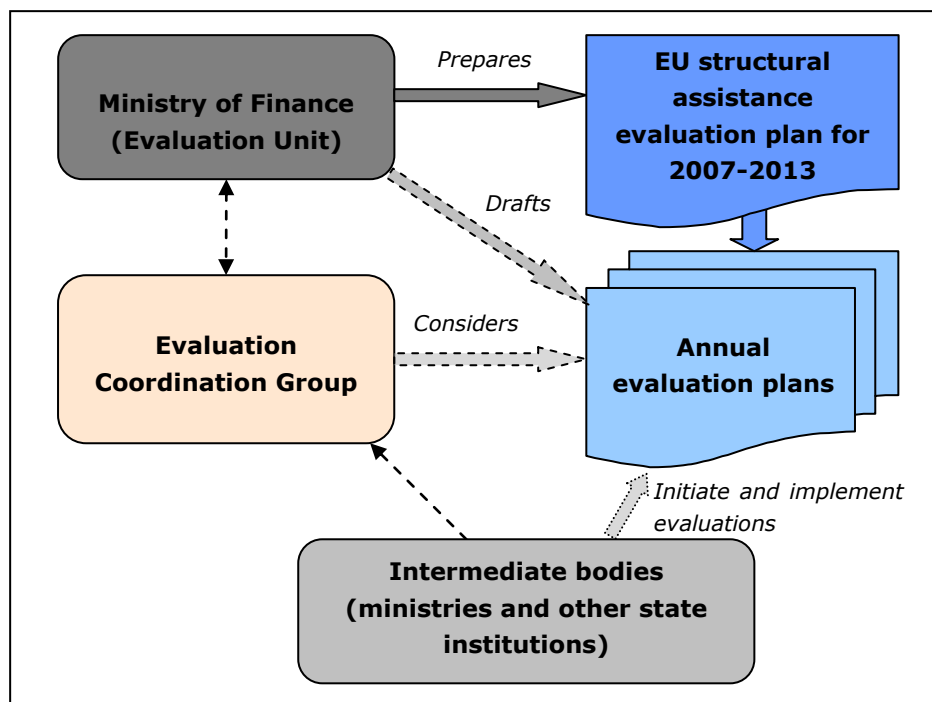 Ministry of Finance
(Evaluation Unit)
Prepares
EU structural
assistance
evaluation plan for
2007-2013
Drafts
Evaluation
Coordination Group
Considers
Annual
evaluation plans
Initiate and implement
evaluations
Intermediate bodies
(ministries and other state
institutions)